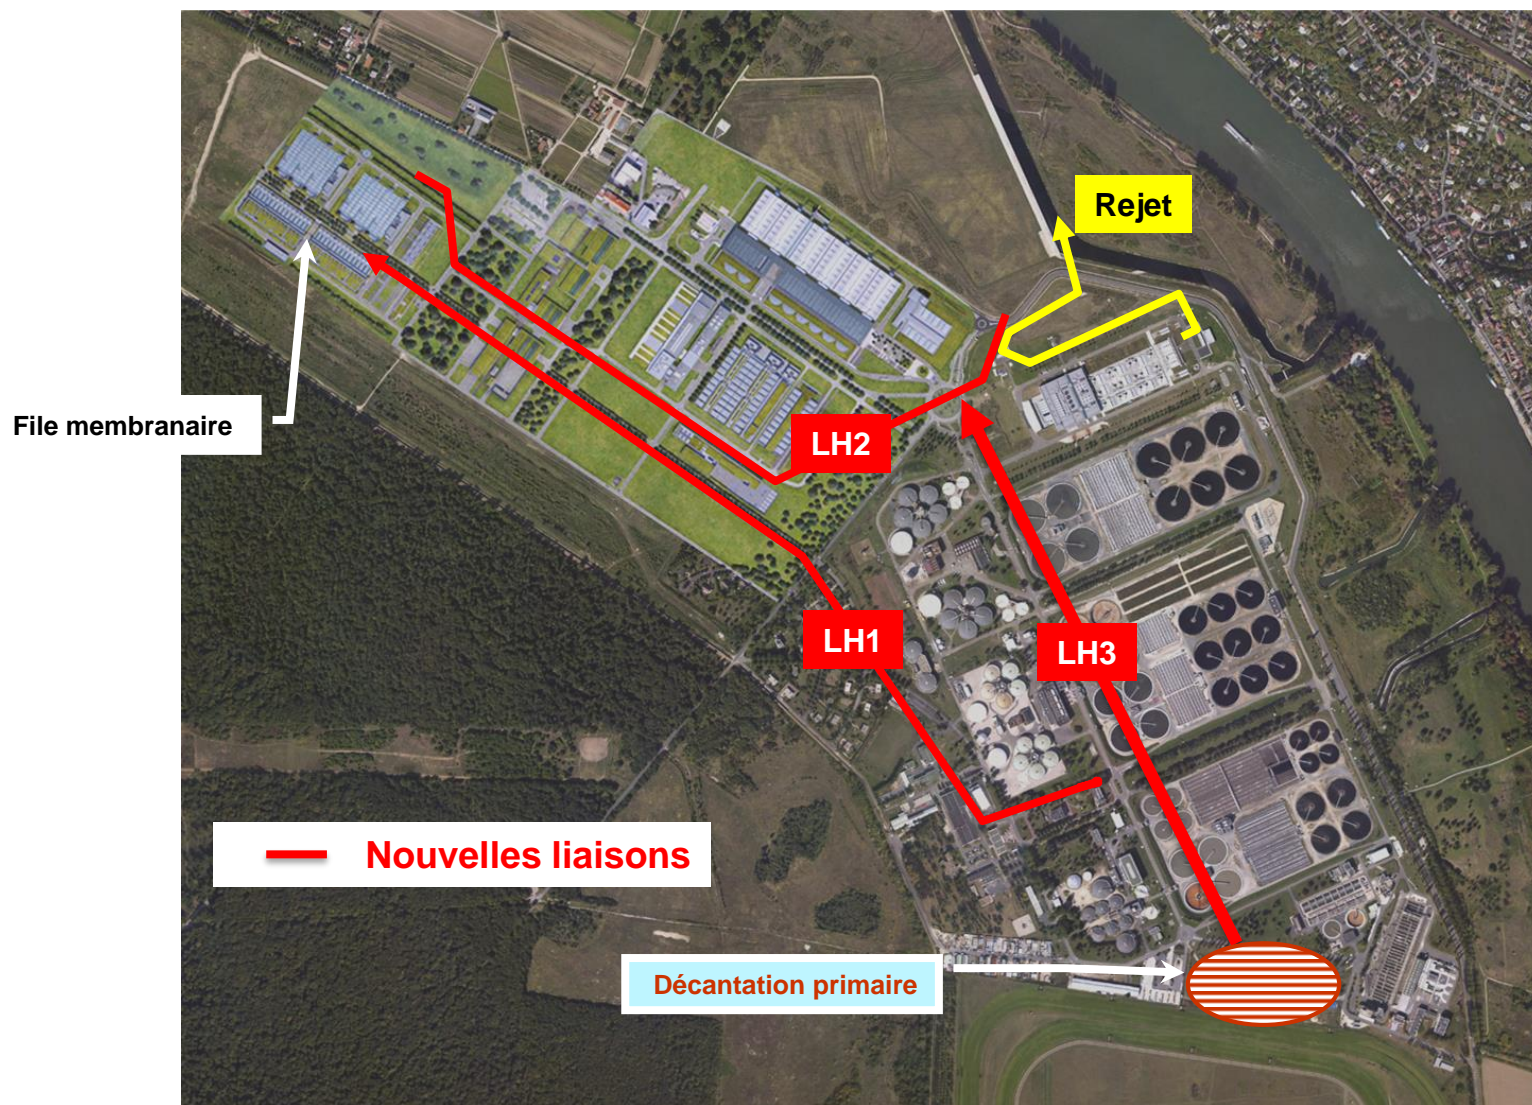 Rejet
File membranaire
LH2
LH1
LH3
Nouvelles liaisons
Décantation primaire